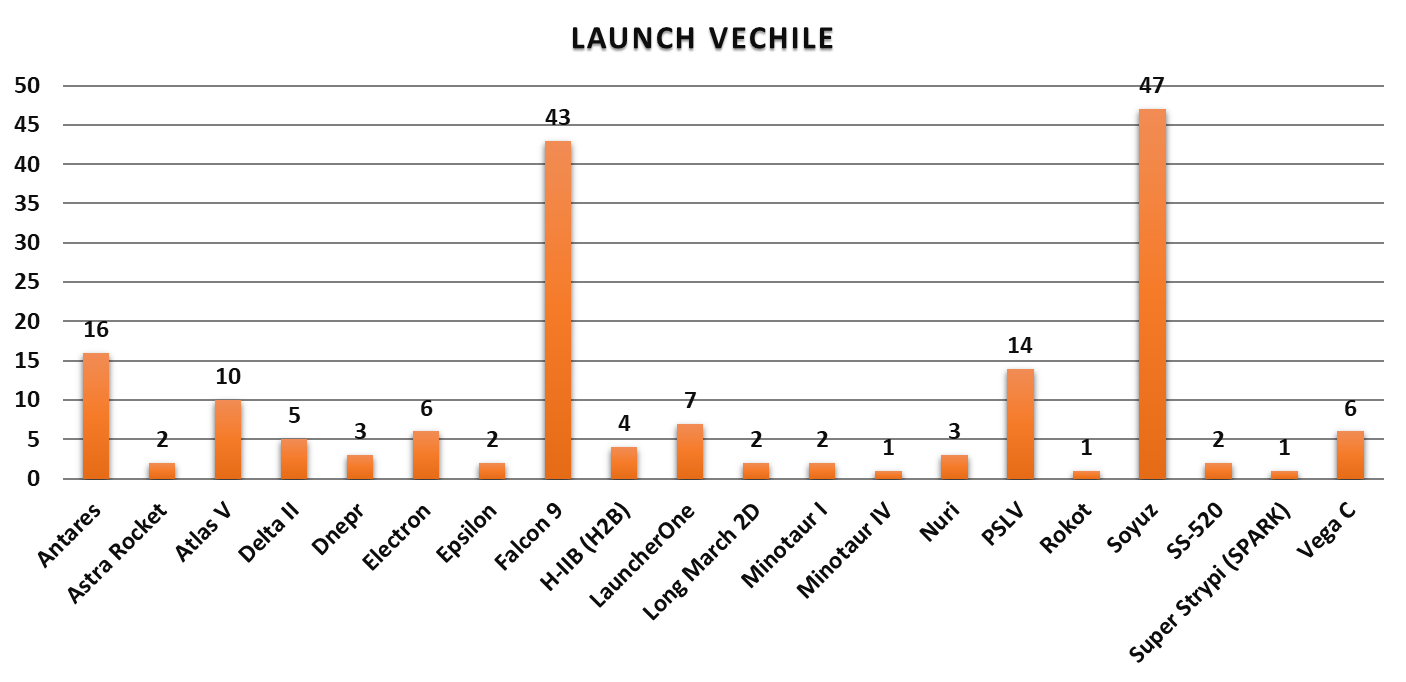 LAUNCH VECHILE
50
45
40
35
30
25
20
15
10
5
0
16
2
10
5
3
6
2
43
4
7
2
2
1
3
14
1
47
2
1
6
Antares
Astra Rocket
Atlas V
Delta II
Dnepr
Electron
Epsilon
Falcon 9
H-IIB (H2B)
LauncherOne
Long March 2D
Minotaur I
Minotaur IV
Nuri
PSLV
Rokot
Soyuz
SS-520
Super Strypi (SPARK)
Vega C